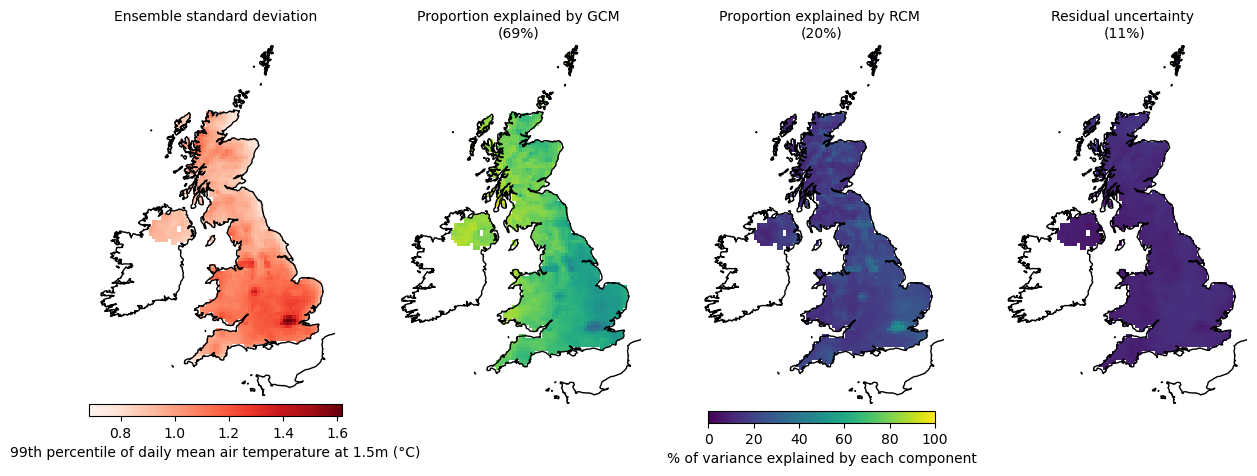 Ensemble standard deviation
Proportion explained by GCM
(69%)
Proportion explained by RCM
(20%)
Residual uncertainty
(11%)
0.8 1.0 1.2 1.4 1.6
99th percentile of daily mean air temperature at 1.5m (°C)
0 20 40 60 80 100
% of variance explained by each component